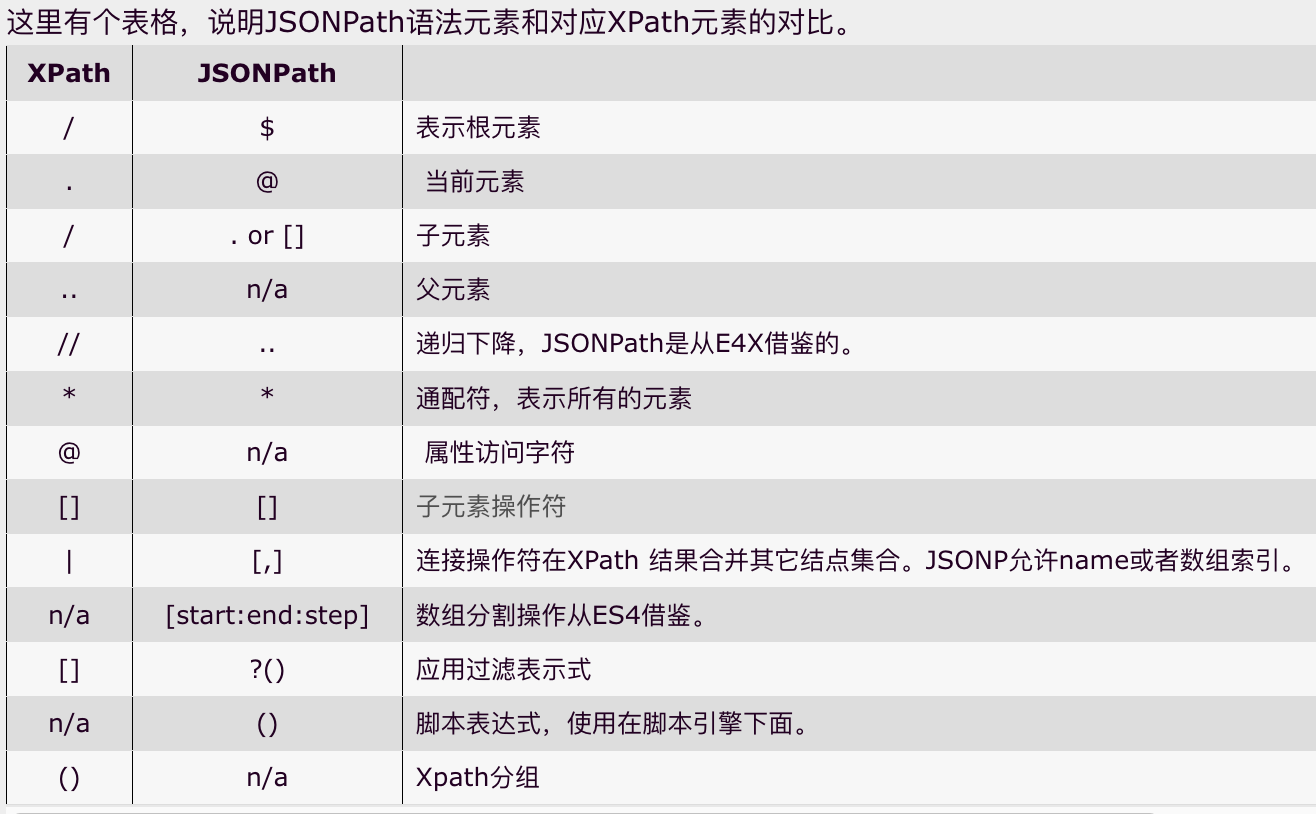 这里有个表格，说明JSONPath语法元素和对应XPath元素的对比。
XPath JSONPath
/ $ 表示根元素
. @ 当前元素
/ . or [] 子元素
.. n/a 父元素
// .. 递归下降，JSONPath是从E4X借鉴的。
* * 通配符，表示所有的元素
@ n/a 属性访问字符
[] [] 子元素操作符
| [,] 连接操作符在XPath 结果合并其它结点集合。JSONP允许name或者数组索引。
n/a [start:end:step] 数组分割操作从ES4借鉴。
[] ?() 应用过滤表示式
n/a () 脚本表达式，使用在脚本引擎下面。
() n/a Xpath分组